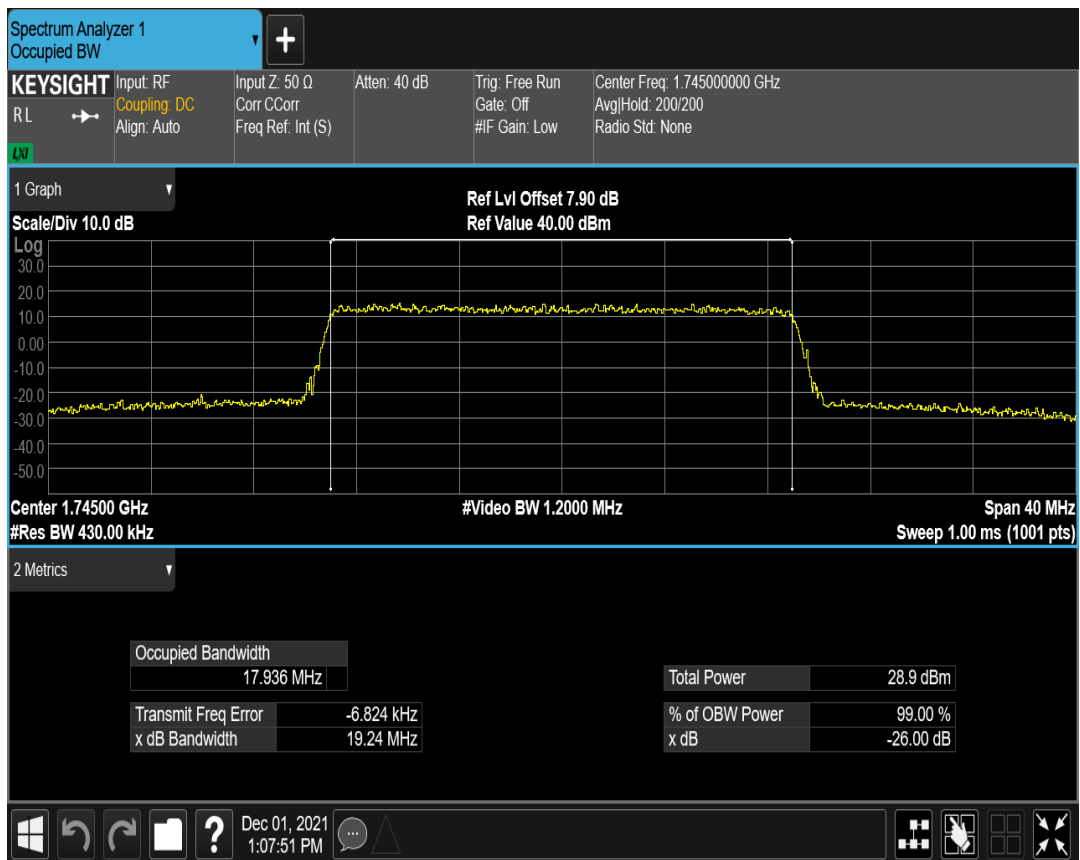 Spectrum Analyzer 1
Occupied BW
+
KEYSIGHT
RL
LXI
Input: RF
Coupling: DC
Align: Auto
Input Z: 50 Ω
Corr CCorr
Freq Ref: Int (S)
Atten: 40 dB
Trig: Free Run
Gate: Off
#IF Gain: Low
Center Freq: 1.745000000 GHz
Avg|Hold: 200/200
Radio Std: None
1 Graph
Scale/Div 10.0 dB
Ref Lvl Offset 7.90 dB
Ref Value 40.00 dBm
Log
30.0
20.0
10.0
0.00
-10.0
-20.0
-30.0
-40.0
-50.0
Center 1.74500 GHz
#Video BW 1.2000 MHz
Span 40 MHz
#Res BW 430.00 kHz
Sweep 1.00 ms (1001 pts)
2 Metrics
Occupied Bandwidth
17.936 MHz
Total Power 28.9 dBm
Transmit Freq Error -6.824 kHz
% of OBW Power 99.00 %
x dB Bandwidth 19.24 MHz
x dB -26.00 dB
?
Dec 01, 2021
1:07:51 PM